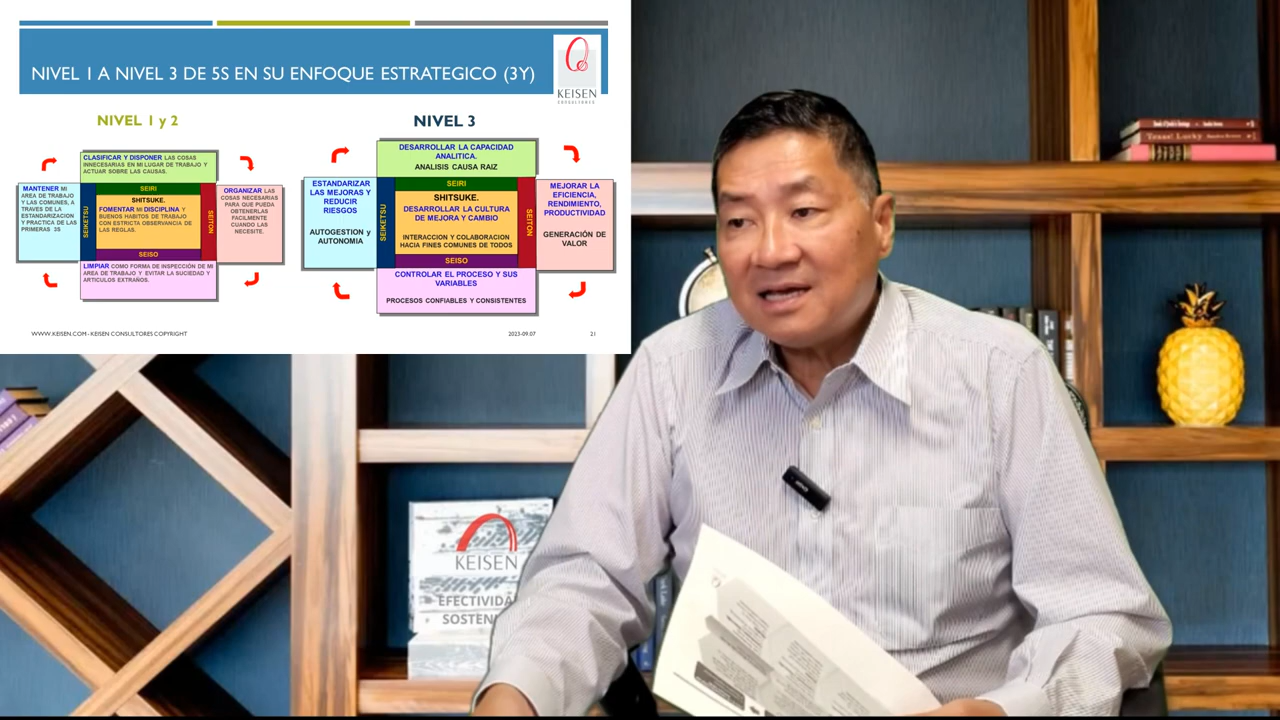 NIVEL 1 A NIVEL 3 DE 5S EN SU ENFOQUE ESTRATEGICO (3Y)
KEISEN
CONSULTORES
NIVEL 1 y 2
CLASIFICAR Y DISPONER LAS COSAS
INNECESARIAS EN MI LUGAR DE TRABAJO Y
ACTUAR SOBRE LAS CAUSAS.
MANTENER MI
AREA DE TRABAJO
Y LAS COMUNES, A
TRAVES DE LA
ESTANDARIZACION
Y PRACTICA DE LAS
PRIMERAS 3S
SEIKETSU
SEIRI
SHITSUKE.
FOMENTAR MI DISCIPLINA Y
BUENOS HABITOS DE TRABAJO
CON ESTRICTA OBSERVANCIA DE
LAS REGLAS.
SEITON
ORGANIZAR LAS
COSAS NECESARIAS
PARA QUE PUEDA
OBTENERLAS
FACILMENTE
CUANDO LAS
NECESITE.
SEISO
LIMPIAR COMO FORMA DE INSPECCIÓN DE MI
AREA DE TRABAJO Y EVITAR LA SUCIEDAD Y
ARTICULOS EXTRAÑOS.
NIVEL 3
DESARROLLAR LA CAPACIDAD
ANALITICA.
ANALISIS CAUSA RAIZ
ESTANDARIZAR
LAS MEJORAS Y
REDUCIR
RIESGOS
AUTOGESTION y
AUTONOMIA
SEIKETSU
SEIRI
SHITSUKE.
DESARROLLAR LA CULTURA
DE MEJORA Y CAMBIO
INTERACCION Y COLABORACION
HACIA FINES COMUNES DE TODOS
SEITON
MEJORAR LA
EFICIENCIA,
RENDIMIENTO,
PRODUCTIVIDAD
GENERACIÓN DE
VALOR
SEISO
CONTROLAR EL PROCESO Y SUS
VARIABLES
PROCESOS CONFIABLES Y CONSISTENTES
WWW.KEISEN.COM- KEISEN CONSULTORES COPYRIGHT
2023-09.07
21
KEISEN
EFECTIVIDA
SOSTEN
Texas! Lucky